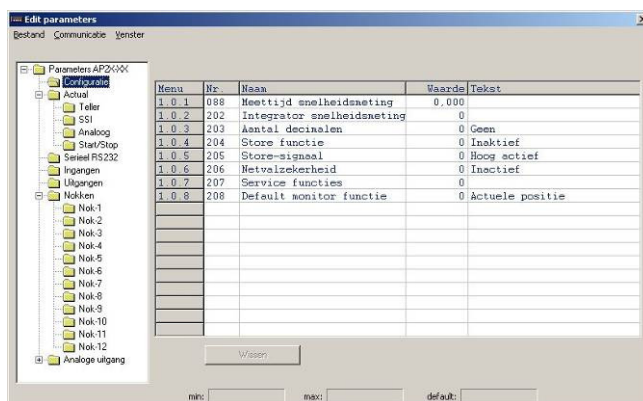 Edit parameters
Bestand Communicatie Venster
Parameters AP2X-XX
Configuratie
Actual
Teller
SSI
Analoog
Start/Stop
Serieel RS232
Ingangen
Uitgangen
Nokken
Nok-1
Nok-2
Nok-3
Nok-4
Nok-5
Nok-6
Nok-7
Nok-8
Nok-9
Nok-10
Nok-11
Nok-12
Analoge uitgang
Menu Nr. Naam Waarde Tekst
1.0.1 088 Meettijd snelheidsmeting 0,000
1.0.2 202 Integrator snelheidsmeting 0
1.0.3 203 Aantal decimalen 0 Geen
1.0.4 204 Store functie 0 Inaktief
1.0.5 205 Store-signaal 0 Hoog actief
1.0.6 206 Netvalzekerheid 0 Inactief
1.0.7 207 Service functies 0
1.0.8 208 Default monitor functie 0 Actuele positie
Wissen
min: max: default: